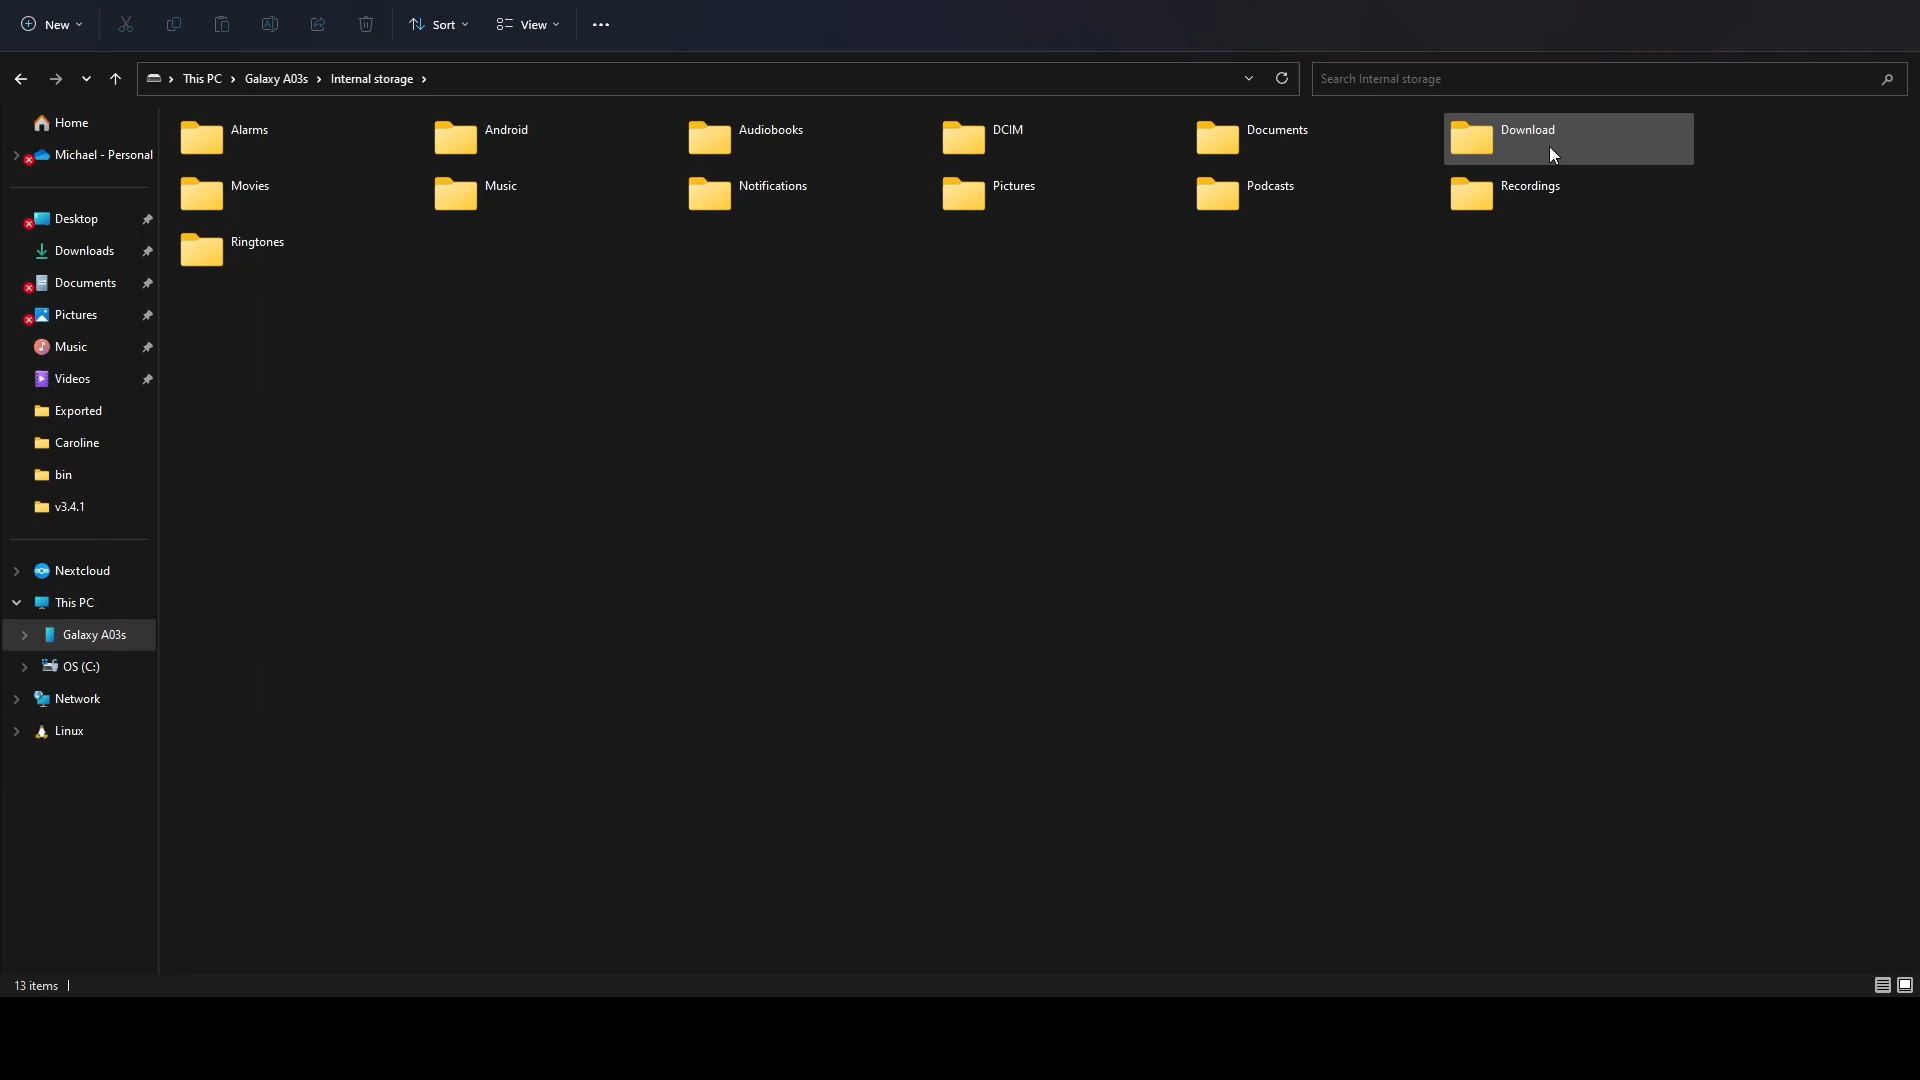 New
Sort
View
This PC
Galaxy A03s
Internal storage
Search Internal storage
Home
Michael - Personal
Desktop
Downloads
Documents
Pictures
Music
Videos
Exported
Caroline
bin
v3.4.1
Nextcloud
This PC
Galaxy A03s
OS (C:)
Network
Linux
Alarms
Android
Audiobooks
DCIM
Documents
Download
Movies
Music
Notifications
Pictures
Podcasts
Recordings
Ringtones
13 items